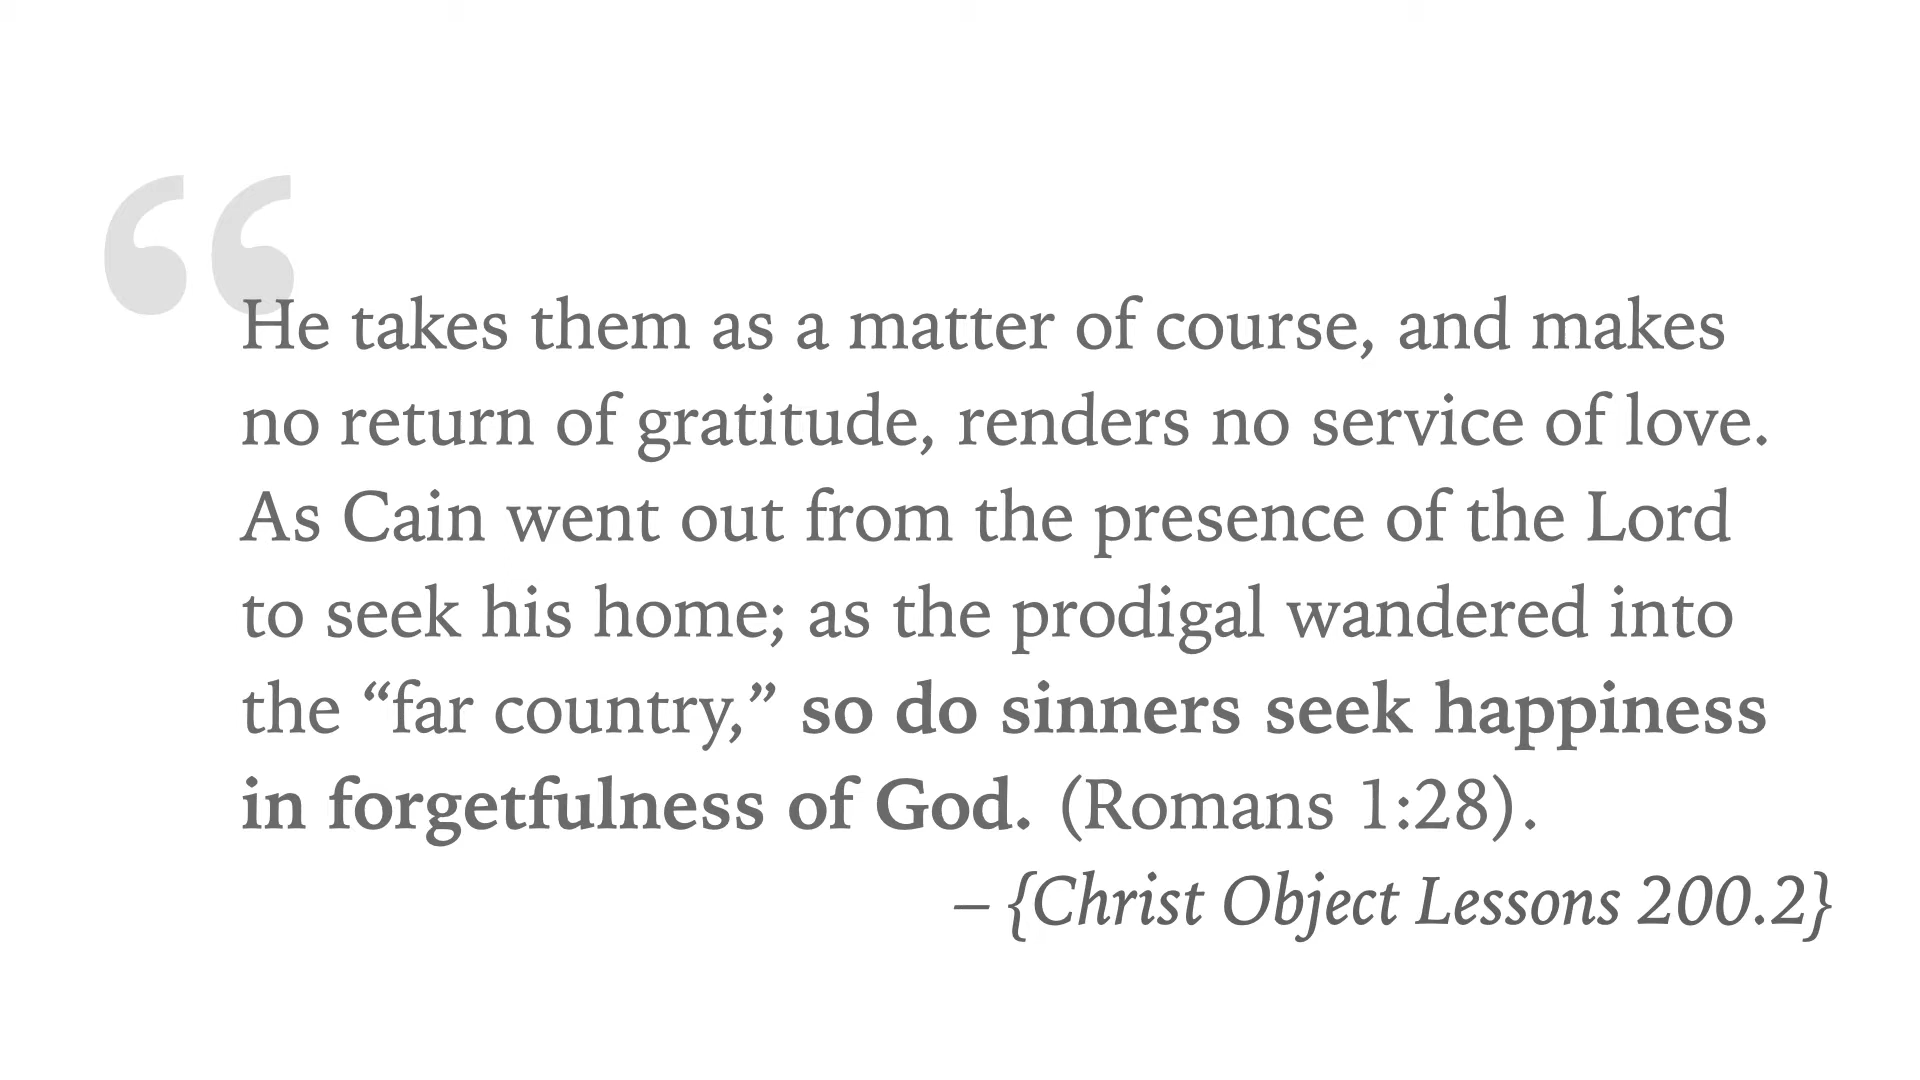 “
He takes them as a matter of course, and makes
no return of gratitude, renders no service of love.
As Cain went out from the presence of the Lord
to seek his home; as the prodigal wandered into
the “far country,” so do sinners seek happiness
in forgetfulness of God. (Romans 1:28).
– {Christ Object Lessons 200.2}